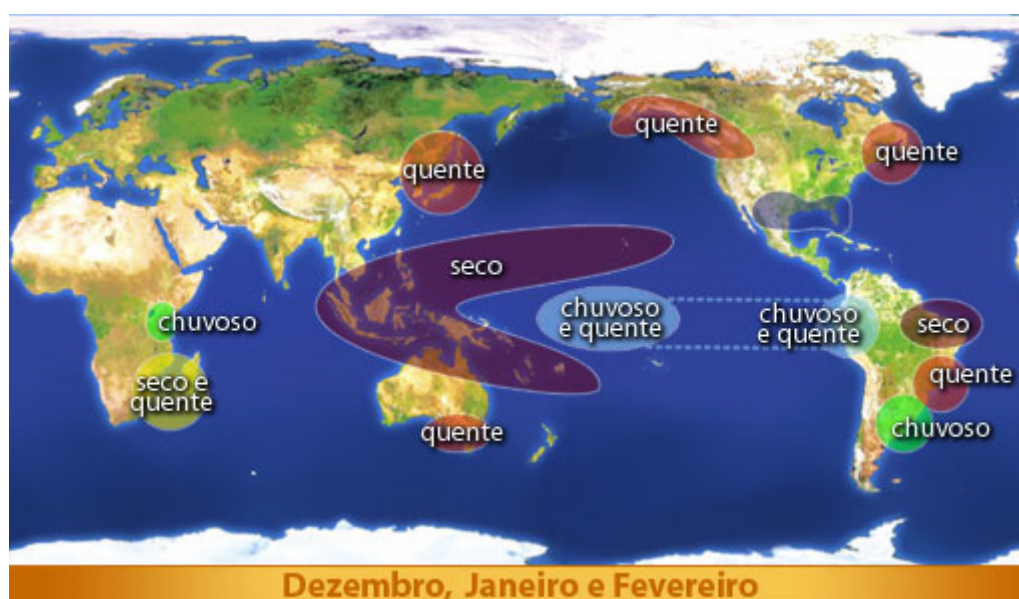 quente
quente
quente
seco
chuvoso
e quente
chuvoso
e quente
chuvoso
seco
seco e
quente
quente
quente
chuvoso
Dezembro, Janeiro e Fevereiro